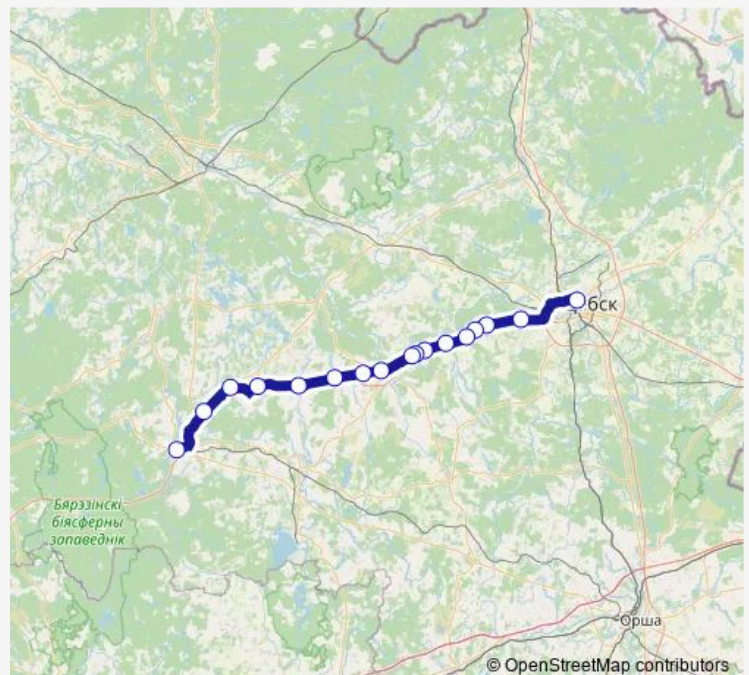 бск
Бярэзінскі
біясферны
запаведнік
Орша
© OpenStreetMap contributors